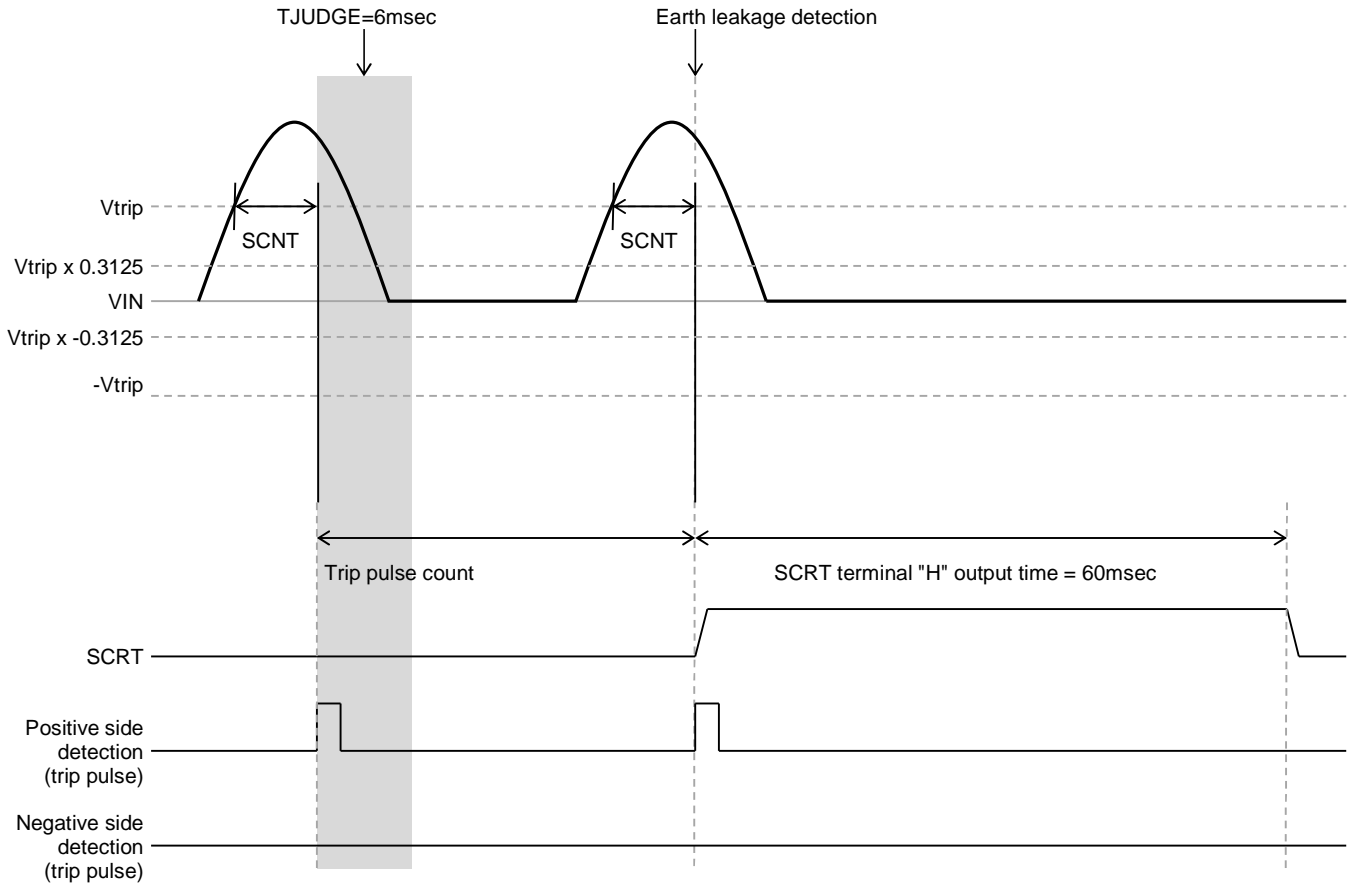 TJUDGE=6msec
Earth leakage detection
Vtrip
SCNT
SCNT
Vtrip x 0.3125
VIN
Vtrip x -0.3125
-Vtrip
Trip pulse count
SCRT terminal "H" output time = 60msec
SCRT
Positive side
detection
(trip pulse)
Negative side
detection
(trip pulse)